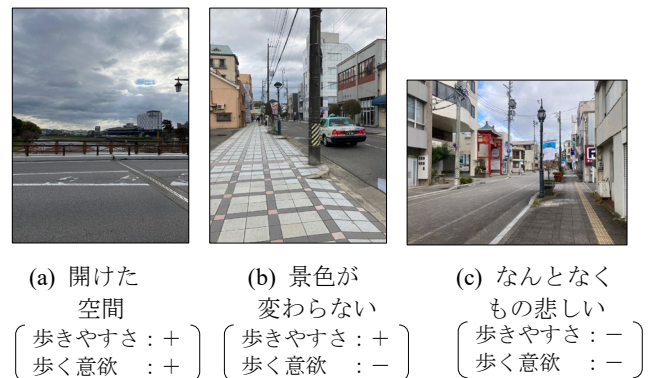 (a) 開けた
空間
歩きやすさ：＋
歩く意欲　：＋
(b) 景色が
変わらない
歩きやすさ：＋
歩く意欲　：－
(c) なんとなく
もの悲しい
歩きやすさ：－
歩く意欲　：－